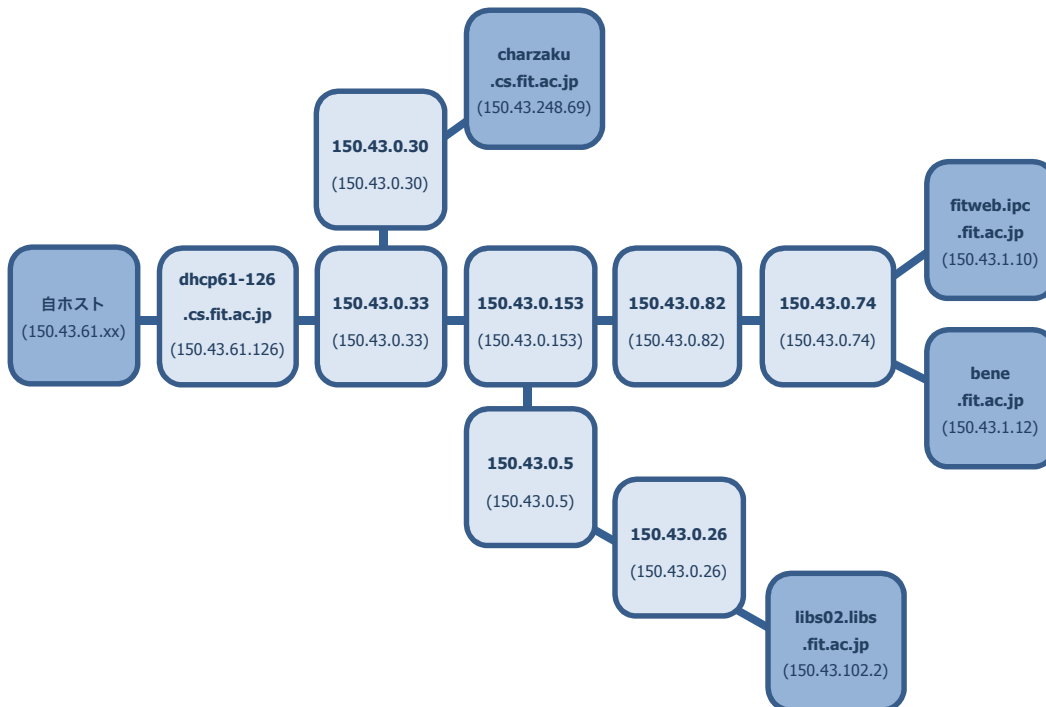 charzaku
.cs.fit.ac.jp
(150.43.248.69)
150.43.0.30
(150.43.0.30)
自ホスト
(150.43.61.xx)
dhcp61-126
.cs.fit.ac.jp
(150.43.61.126)
150.43.0.33
(150.43.0.33)
150.43.0.153
(150.43.0.153)
150.43.0.82
(150.43.0.82)
150.43.0.74
(150.43.0.74)
fitweb.ipc
.fit.ac.jp
(150.43.1.10)
bene
.fit.ac.jp
(150.43.1.12)
150.43.0.5
(150.43.0.5)
150.43.0.26
(150.43.0.26)
libs02.libs
.fit.ac.jp
(150.43.102.2)